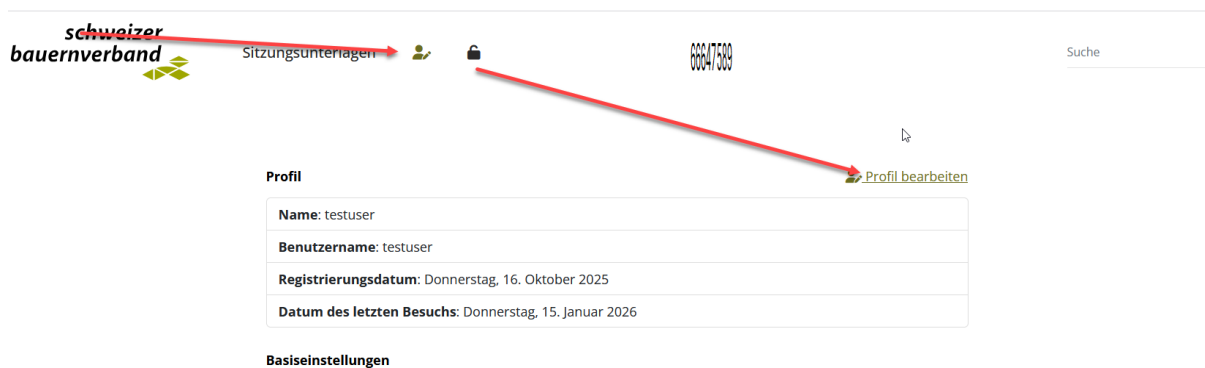 schweizer
bauernverband
Sitzungsunterlagen
66647589
Suche
Profil
Profil bearbeiten
Name: testuser
Benutzername: testuser
Registrierungsdatum: Donnerstag, 16. Oktober 2025
Datum des letzten Besuchs: Donnerstag, 15. Januar 2026
Basiseinstellungen